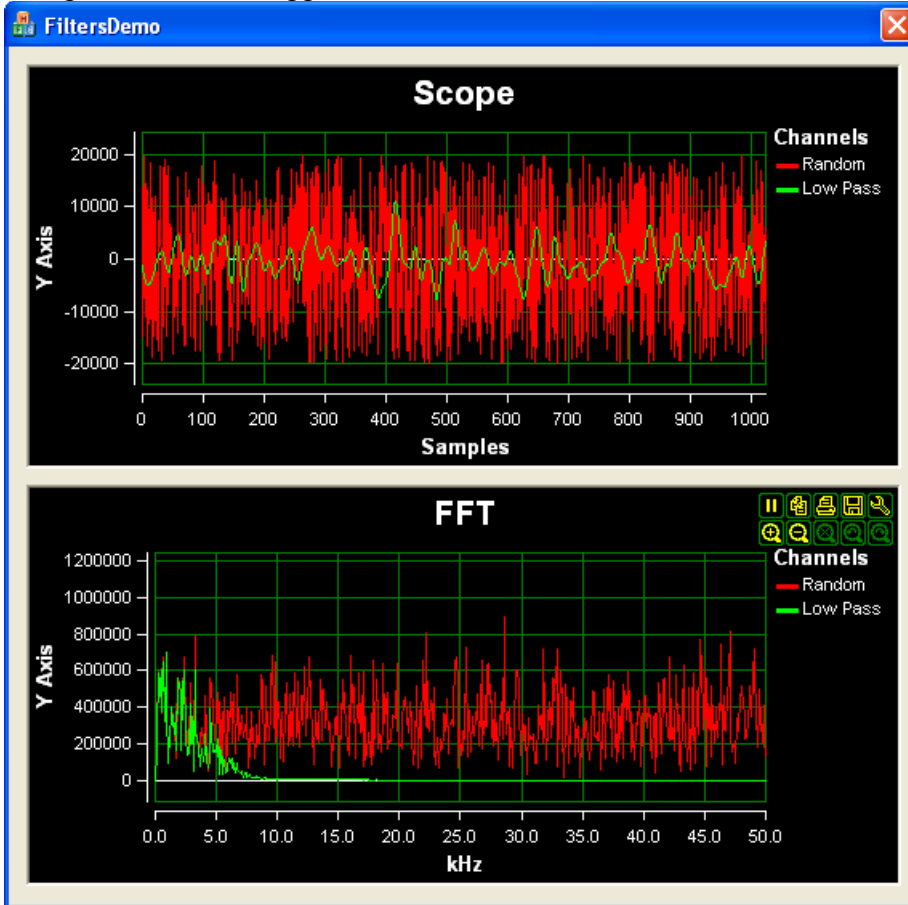 FiltersDemo
Scope
Channels
Random
Low Pass
Y Axis
20000
10000
0
-10000
-20000
0 100 200 300 400 500 600 700 800 900 1000
Samples
FFT
Channels
Random
Low Pass
Y Axis
1200000
1000000
800000
600000
400000
200000
0
0.0 5.0 10.0 15.0 20.0 25.0 30.0 35.0 40.0 45.0 50.0
kHz